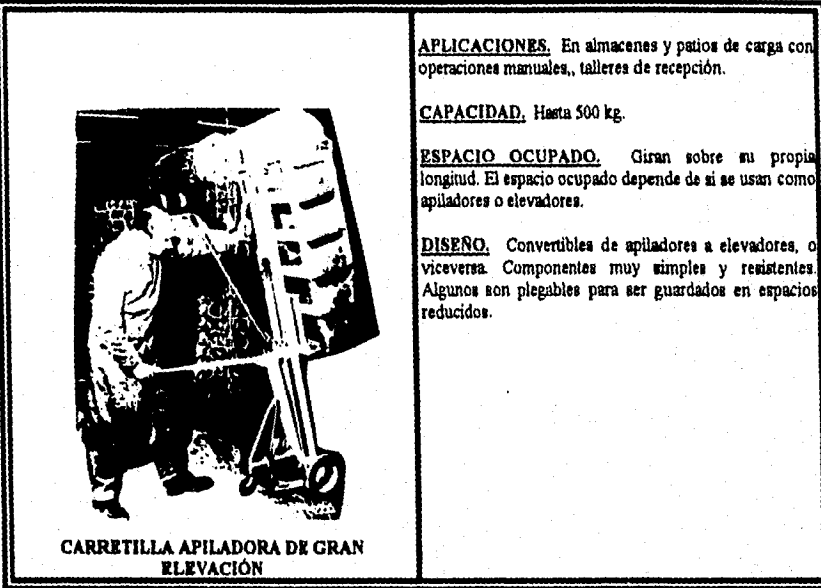 CARRETILLA APILADORA DE GRAN
ELEVACIÓN
APLICACIONES. En almacenes y patios de carga con
operaciones manuales,, talleres de recepción.
CAPACIDAD. Hasta 500 kg.
ESPACIO OCUPADO. Giran sobre su propia
longitud. El espacio ocupado depende de si se usan como
apiladores o elevadores.
DISEÑO. Convertibles de apiladores a elevadores, o
viceversa. Componentes muy simples y resistentes.
Algunos son plegables para ser guardados en espacios
reducidos.